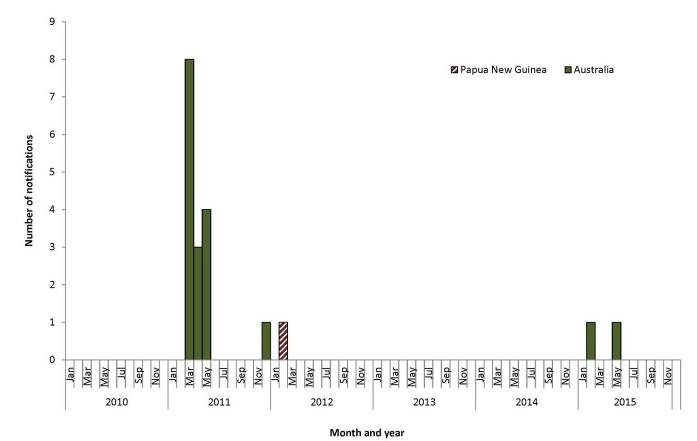 9
8
7
6
5
4
3
2
1
0
Number of notifications
Papua New Guinea Australia
Jan Mar May Jul Sep Nov Jan Mar May Jul Sep Nov Jan Mar May Jul Sep Nov Jan Mar May Jul Sep Nov Jan Mar May Jul Sep Nov Jan Mar May Jul Sep Nov
2010 2011 2012 2013 2014 2015
Month and year